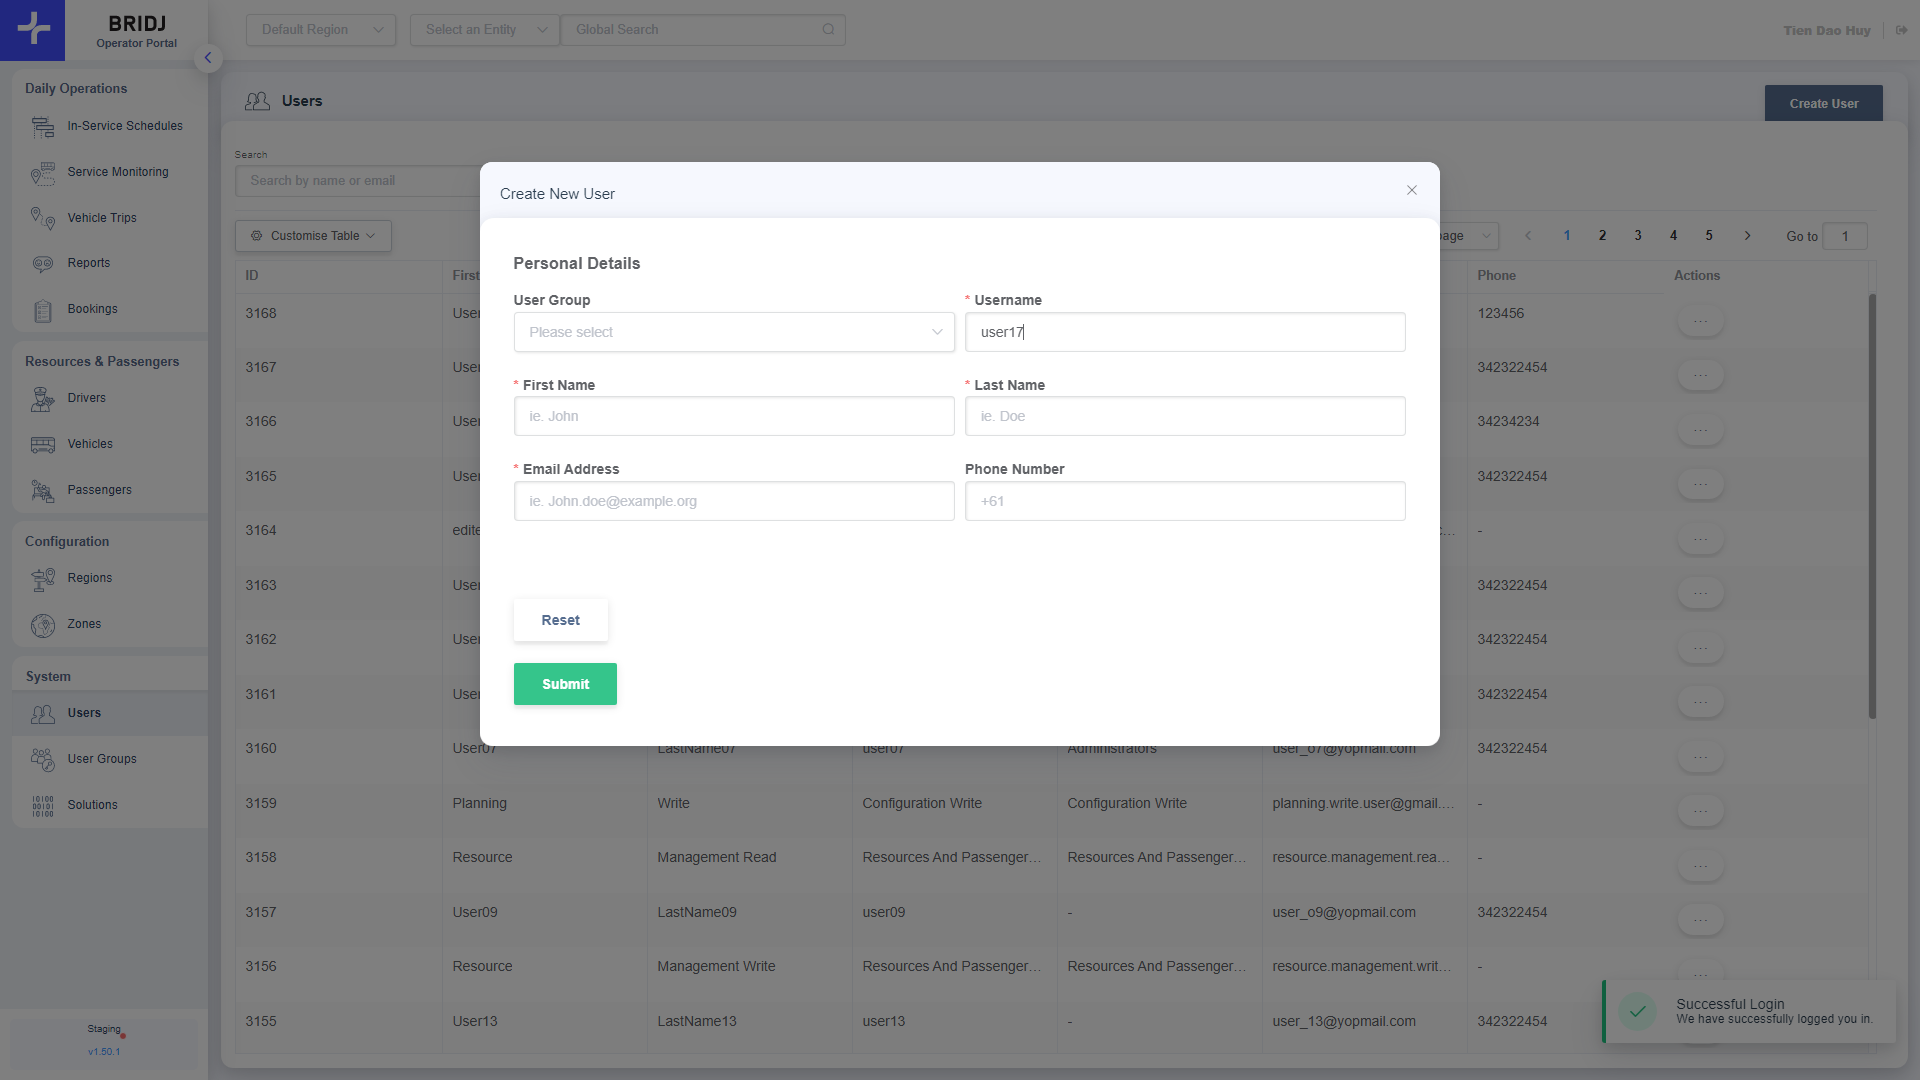 BRIDJ
Operator Portal
Default Region
Select an Entity
Global Search
Tien Dao Huy
Daily Operations
In-Service Schedules
Service Monitoring
Vehicle Trips
Reports
Bookings
Resources & Passengers
Drivers
Vehicles
Passengers
Configuration
Regions
Zones
System
Users
User Groups
Solutions
Staging
v1.50.1
Users
Create User
Search
Search by name or email
Customise Table
1 2 3 4 5
Go to 1
ID
First
Phone
Actions
3168 User 123456 ...
3167 User 342322454 ...
3166 User 34234234 ...
3165 User 342322454 ...
3164 edite c... - ...
3163 User 342322454 ...
3162 User 342322454 ...
3161 User 342322454 ...
3160 User07 LastName07 user07 Administrators user_o7@yopmail.com 342322454 ...
3159 Planning Write Configuration Write Configuration Write planning.write.user@gmail.... - ...
3158 Resource Management Read Resources And Passenger... Resources And Passenger... resource.management.rea... - ...
3157 User09 LastName09 user09 - user_o9@yopmail.com 342322454 ...
3156 Resource Management Write Resources And Passenger... Resources And Passenger... resource.management.writ... - ...
3155 User13 LastName13 user13 - user_13@yopmail.com 342322454
Create New User
Personal Details
User Group
Please select
* Username
user17
* First Name
ie. John
* Last Name
ie. Doe
* Email Address
ie. John.doe@example.org
Phone Number
+61
Reset
Submit
Successful Login
We have successfully logged you in.